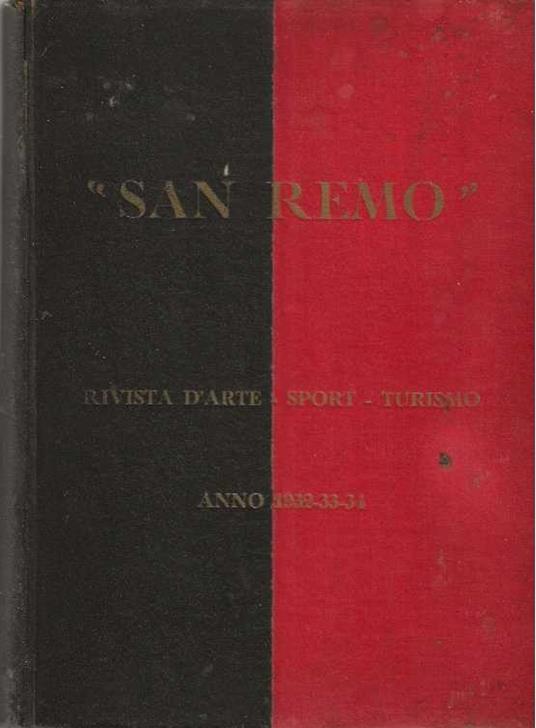 “SAN REMO”
RIVISTA D'ARTE - SPORT - TURISMO
ANNO 1932-33-34